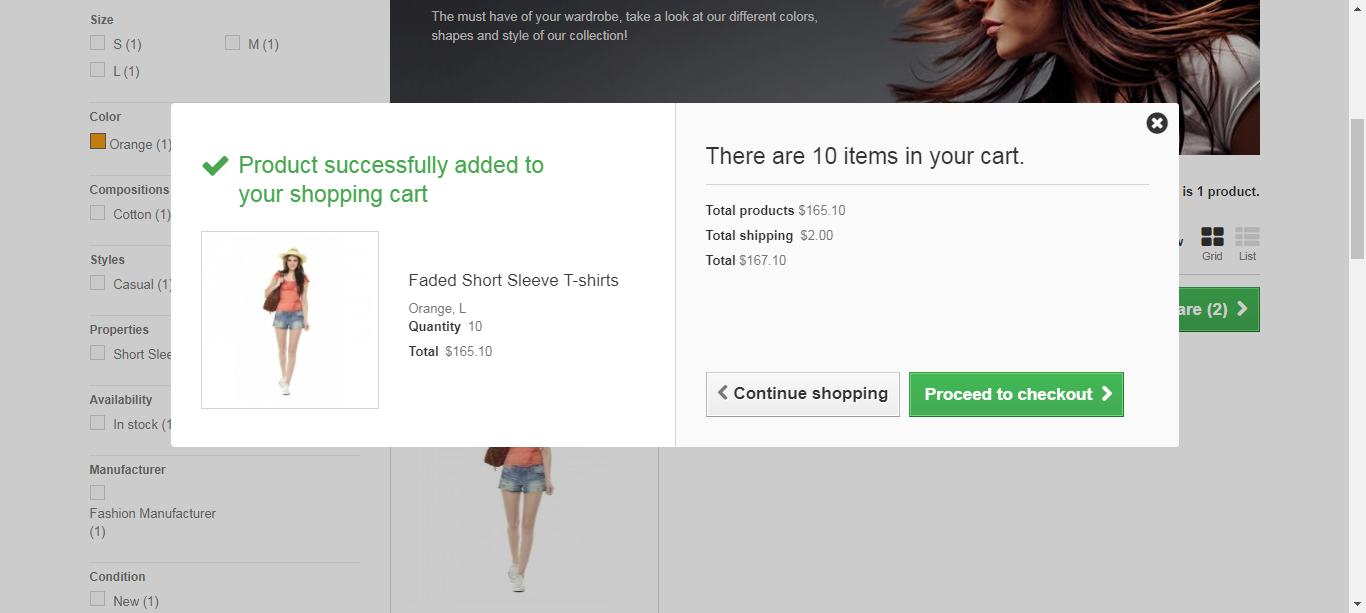 Size
S (1)
M (1)
L (1)
Color
Orange (1)
Compositions
Cotton (1)
Styles
Casual (1)
Properties
Short
Availability
In stock
Manufacturer
Fashion Manufacturer
(1)
Condition
New (1)
The must have of your wardrobe, take a look at our different colors,
shapes and style of our collection!
Product successfully added to
your shopping cart
Faded Short Sleeve T-shirts
Orange, L
Quantity 10
Total $165.10
There are 10 items in your cart.
Total products $165.10
Total shipping $2.00
Total $167.10
Continue shopping
Proceed to checkout
is 1 product.
Grid
List
(2)